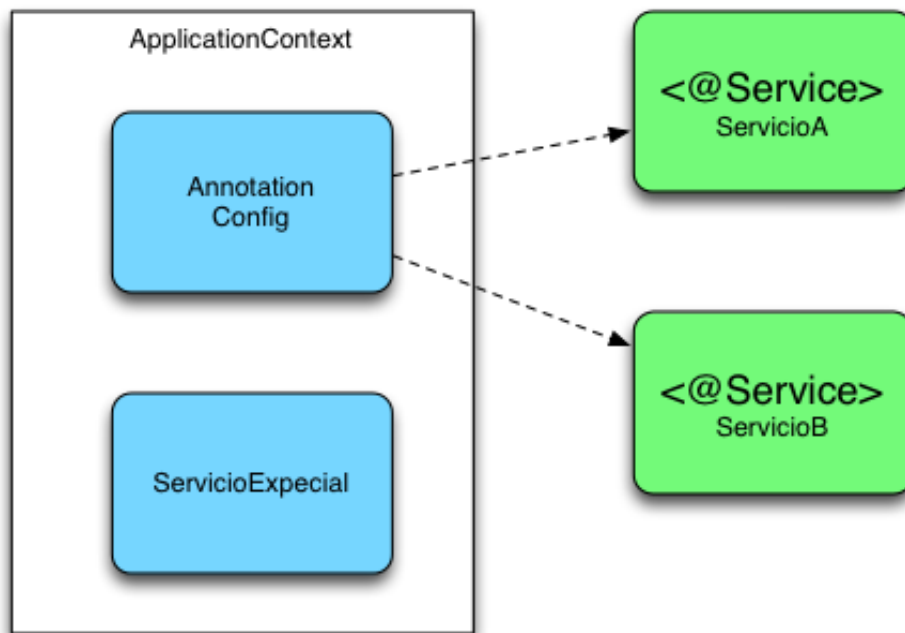 ApplicationContext
Annotation
Config
ServicioExpecial
<@Service>
ServicioA
<@Service>
ServicioB